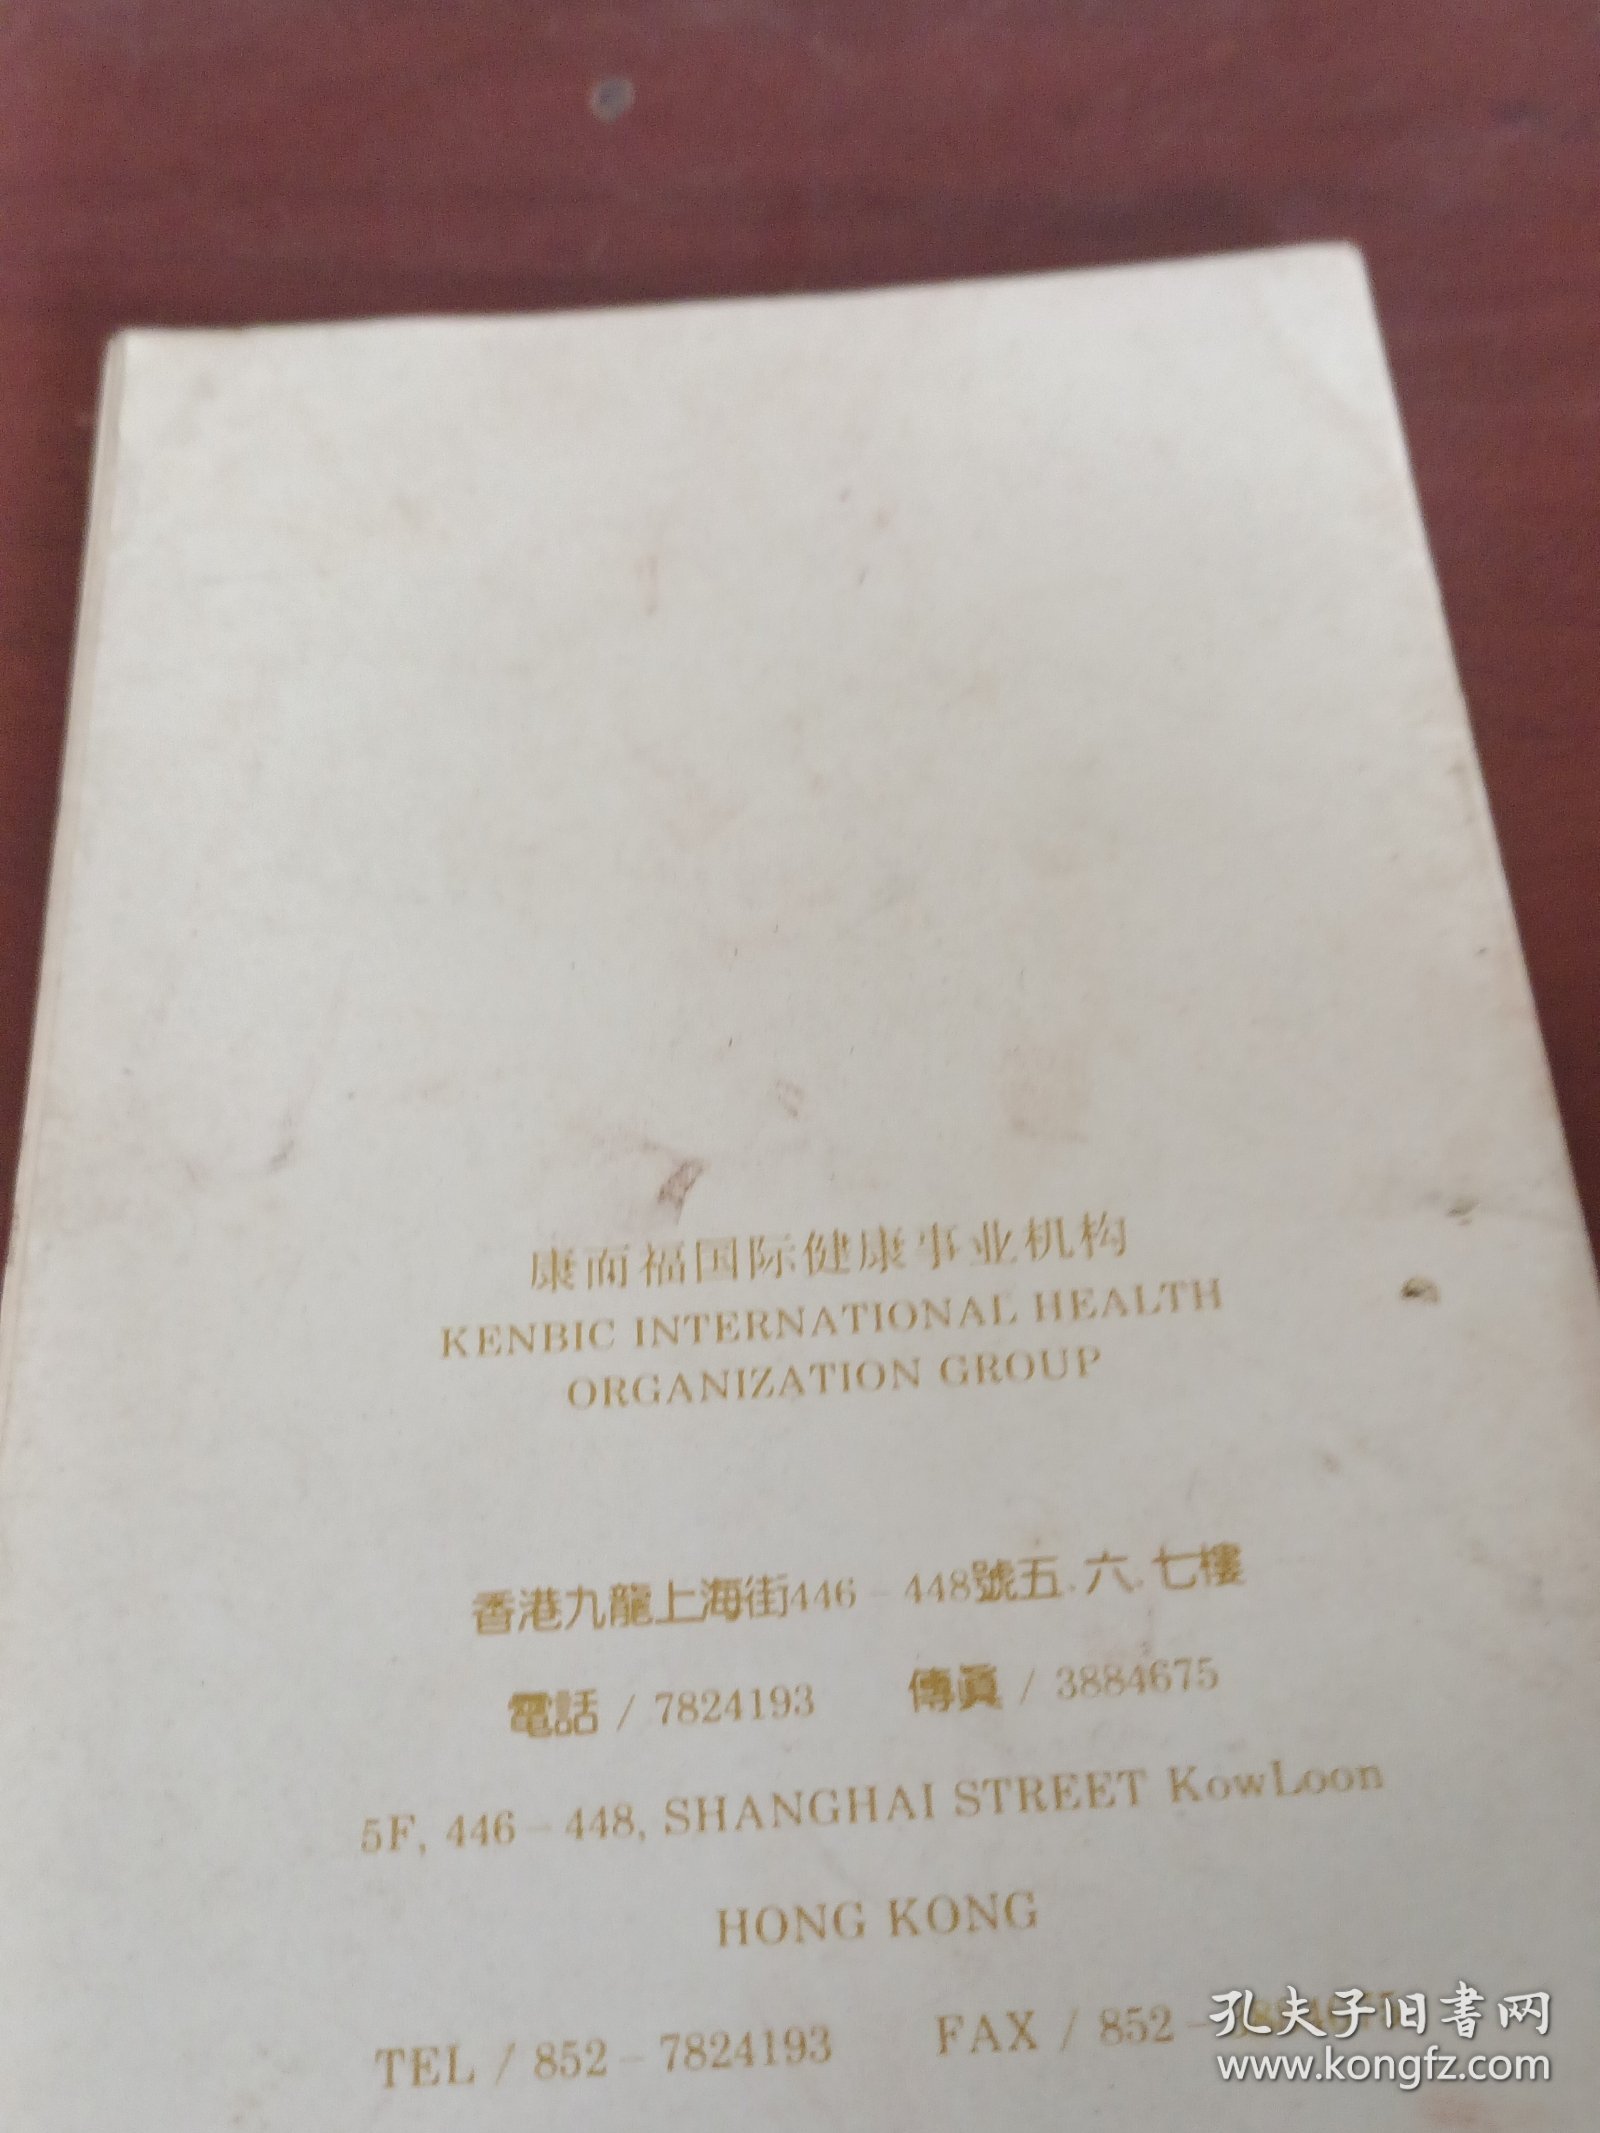 康而福国际健康事业机构
KENBIC INTERNATIONAL HEALTH
ORGANIZATION GROUP
香港九龍上海街446-448號五.六.七樓
電話 / 7824193 傳眞 / 3884675
5F, 446-448, SHANGHAI STREET KowLoon
HONG KONG
TEL / 852-7824193 FAX / 852-
孔夫子旧书网
www.kongfz.com